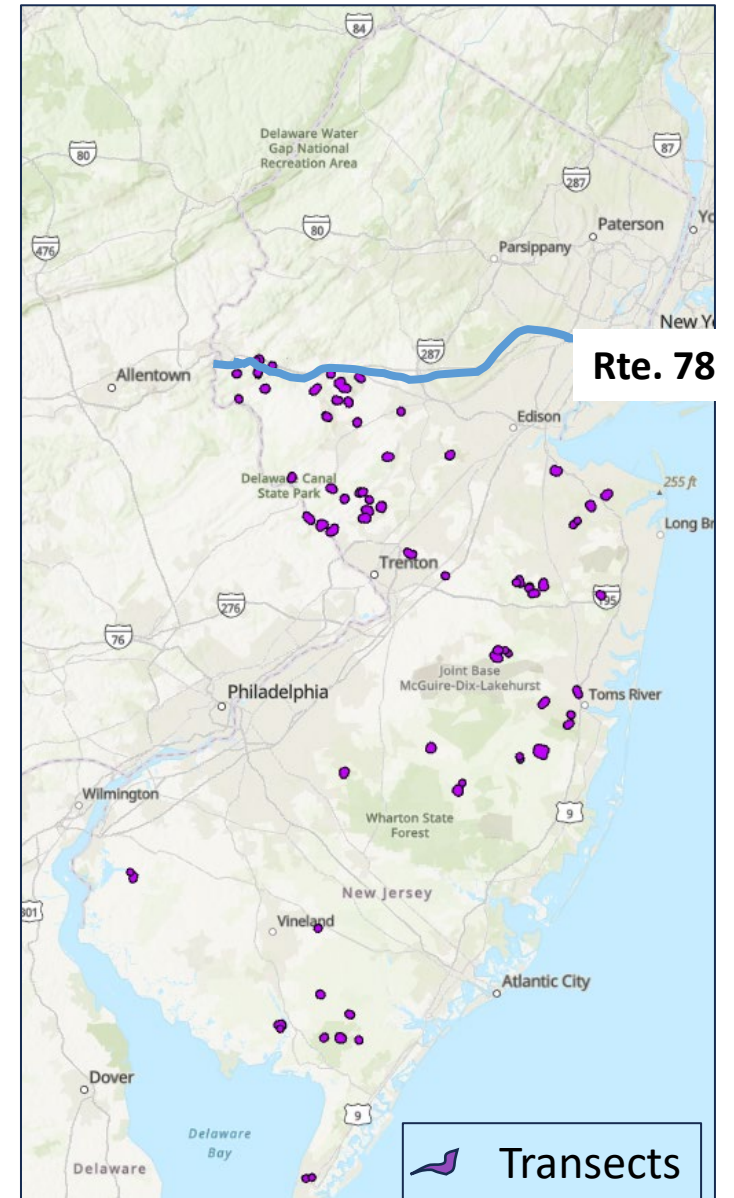 84
Delaware Water
Gap National
Recreation Area
80
87
287
80
Paterson
Parsippany
476
New Y
287
Rte. 78
Allentown
Edison
Delaware Canal
State Park
255 ft
Long Br
Trenton
195
276
76
Joint Base
McGuire-Dix-Lakehurst
Philadelphia
Toms River
Wilmington
9
Wharton State
Forest
New Jersey
301
Vineland
Atlantic City
Dover
9
Delaware
Bay
Delaware
Transects